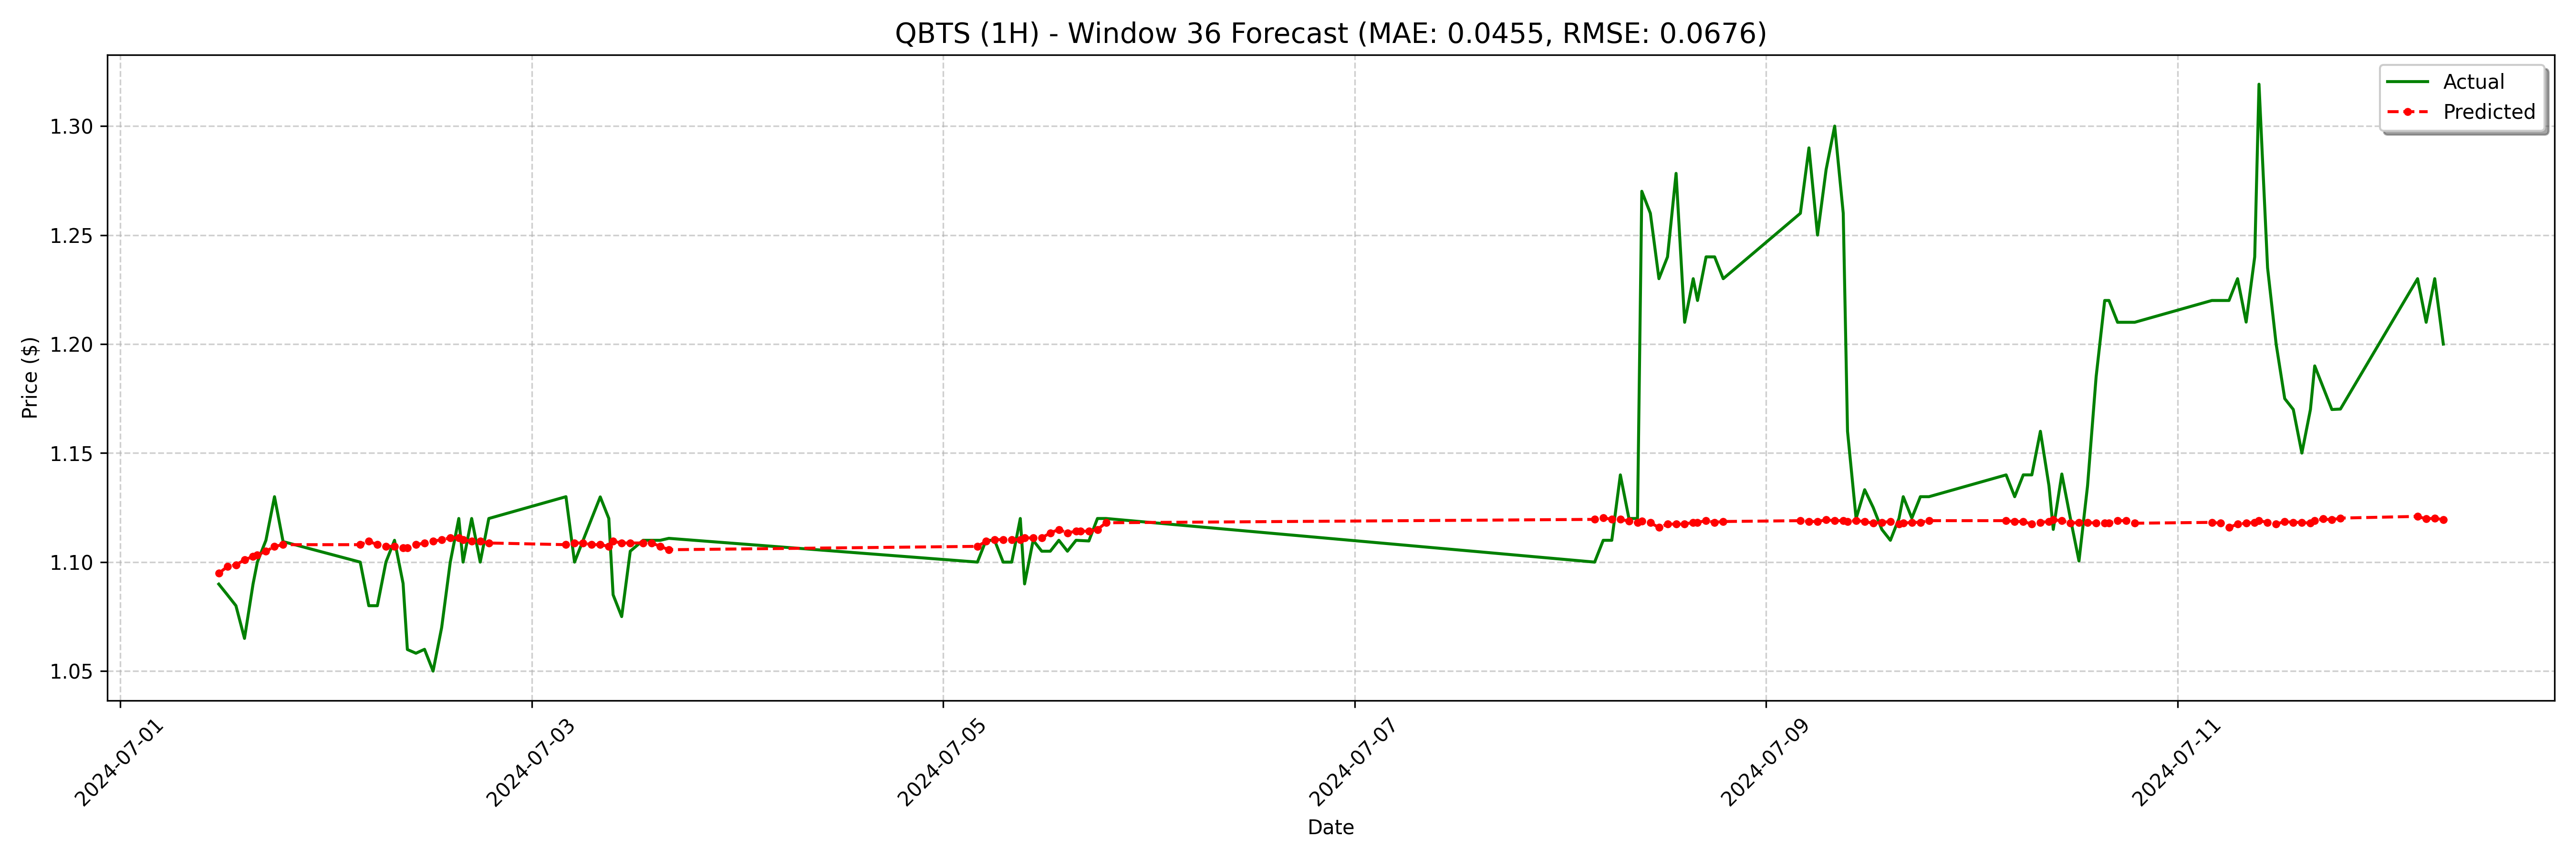 QBTS (1H) - Window 36 Forecast (MAE: 0.0455, RMSE: 0.0676)
Actual
Predicted
Price ($)
1.30
1.25
1.20
1.15
1.10
1.05
2024-07-01
2024-07-03
2024-07-05
2024-07-07
2024-07-09
2024-07-11
Date